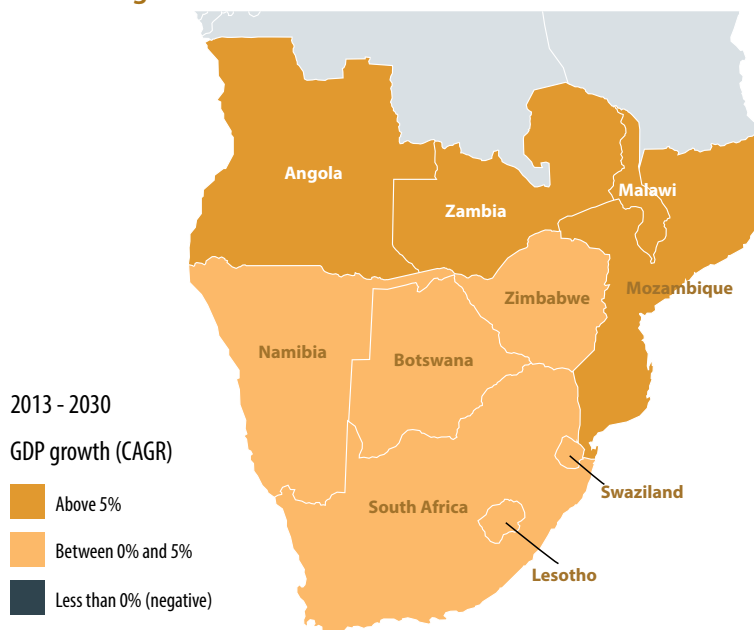 Angola
Malawi
Zambia
Mozambique
Zimbabwe
Namibia
Botswana
2013 - 2030
GDP growth (CAGR)
Swaziland
Above 5%
South Africa
Between 0% and 5%
Lesotho
Less than 0% (negative)